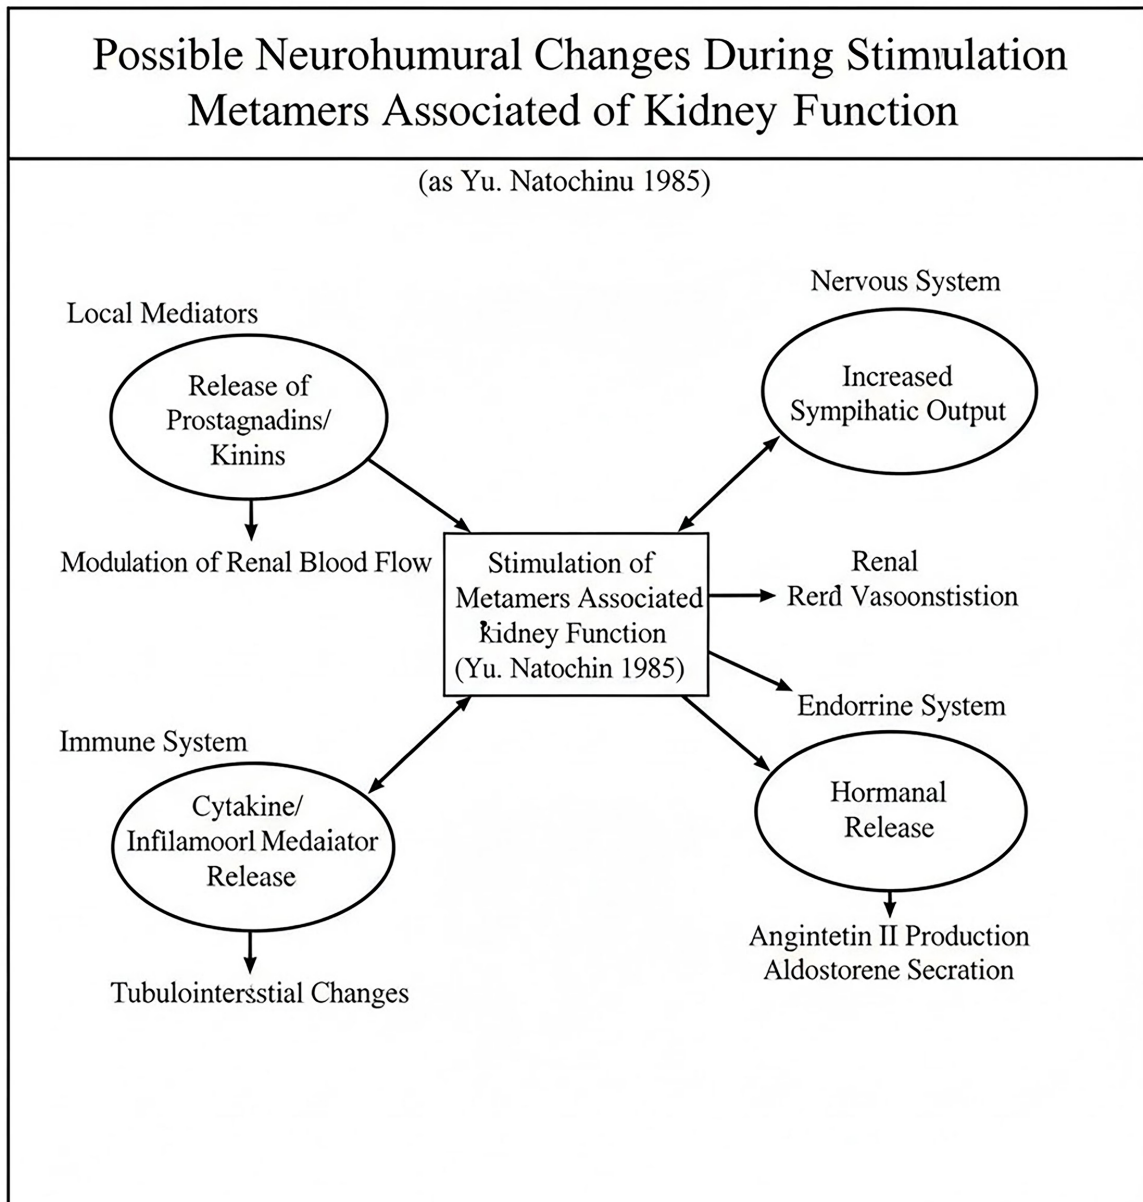 Possible Neurohumural Changes During Stimulation
Metamers Associated of Kidney Function
(as Yu. Natochinu 1985)
Local Mediators
Release of
Prostagnadins/
Kinins
Modulation of Renal Blood Flow
Nervous System
Increased
Sympihatic Output
Stimulation of
Metamers Associated
Kidney Function
(Yu. Natochin 1985)
Renal
Rerd Vasoonstistion
Immune System
Cytakine/
Infilamoorl Medaiator
Release
Tubulointersstial Changes
Endorrine System
Hormanal
Release
Angintetin II Production
Aldostorene Secration